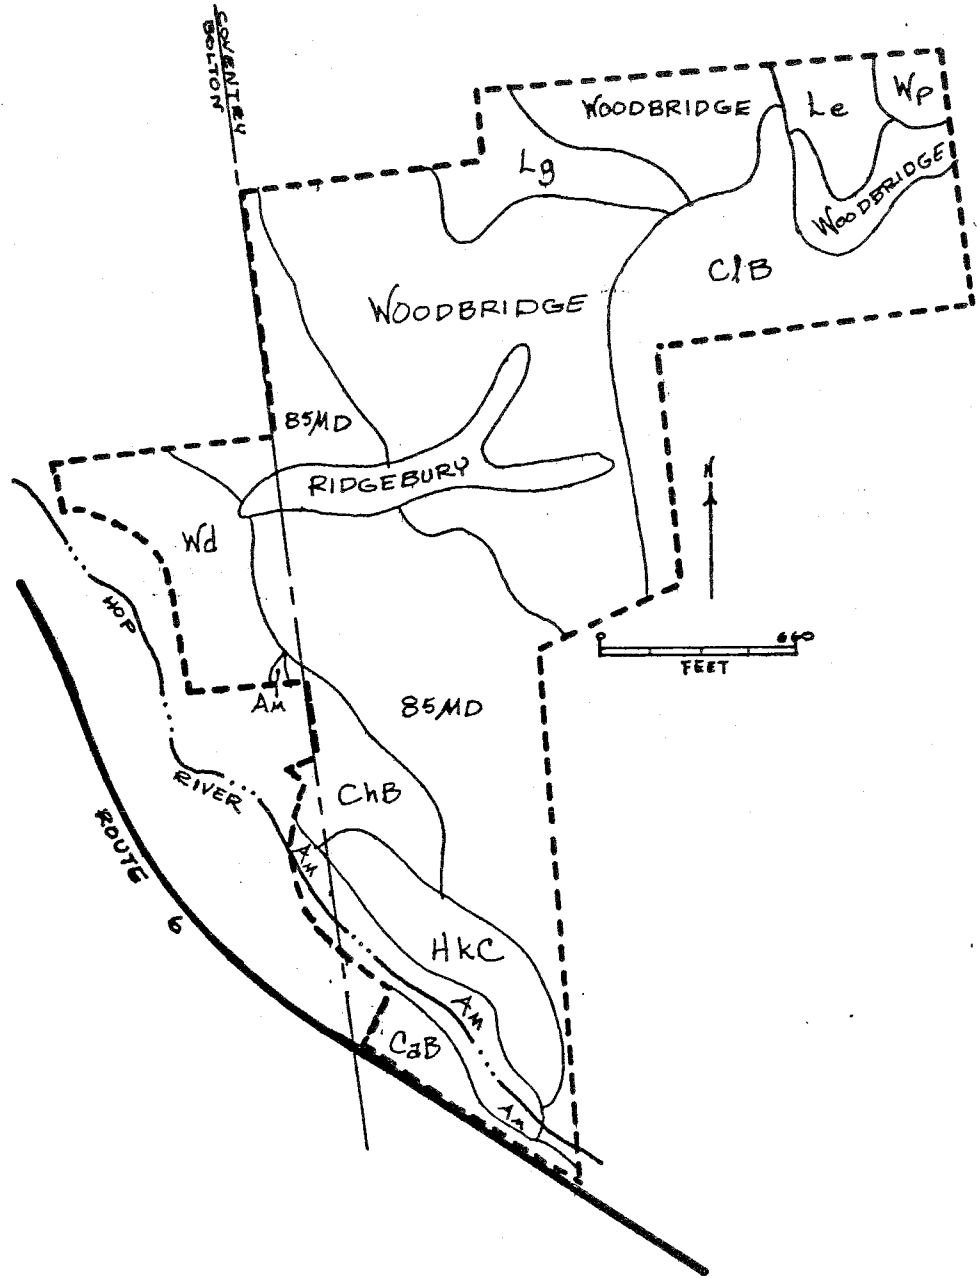 COVENTRY
BOLTON
WOODBRIDGE
Le
Wp
Lg
WOODBRIDGE
ClB
WOODBRIDGE
85MD
RIDGEBURY
N
Wd
HOP
0 660
FEET
Am
85MD
RIVER
ChB
ROUTE
6
Am
HkC
Am
CaB
Am